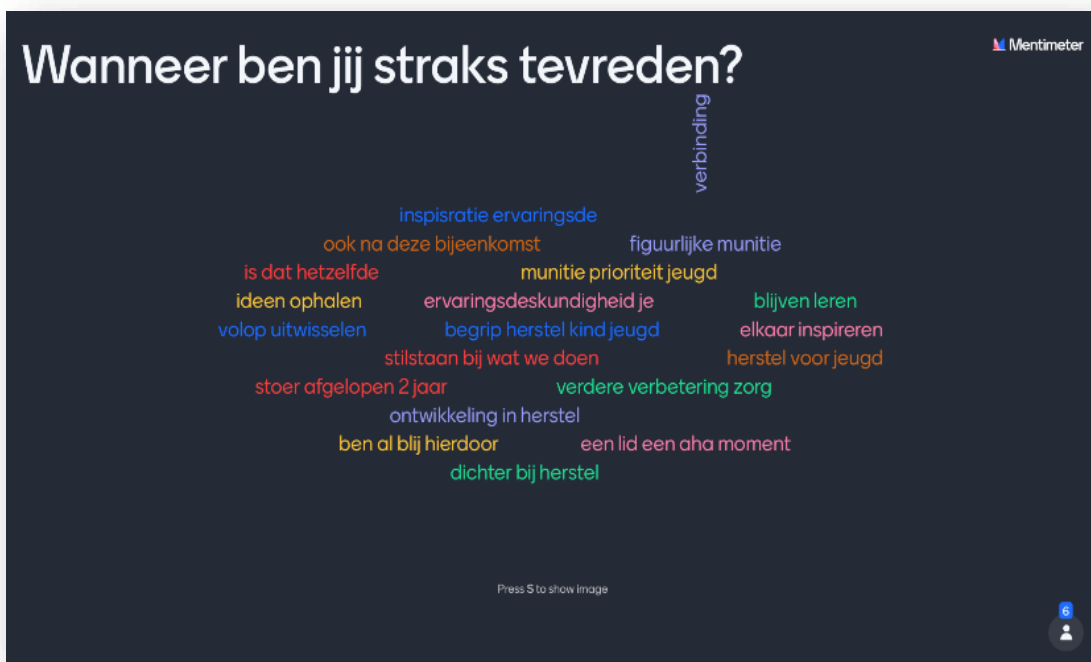 Wanneer ben jij straks tevreden?
Mentimeter
verbinding
inspisratie ervaringsde
ook na deze bijeenkomst
figuurlijke munitie
is dat hetzelfde
munitie prioriteit jeugd
ideen ophalen
ervaringsdeskundigheid je
blijven leren
volop uitwisselen
begrip herstel kind jeugd
elkaar inspireren
stilstaan bij wat we doen
herstel voor jeugd
stoer afgelopen 2 jaar
verdere verbetering zorg
ontwikkeling in herstel
ben al blij hierdoor
een lid een aha moment
dichter bij herstel
Press S to show image
6